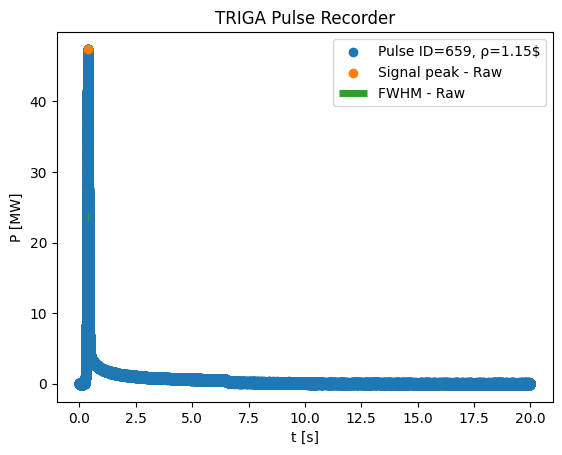 TRIGA Pulse Recorder
Pulse ID=659, ρ=1.15$
Signal peak - Raw
FWHM - Raw
P [MW]
40
30
20
10
0
0.0 2.5 5.0 7.5 10.0 12.5 15.0 17.5 20.0
t [s]